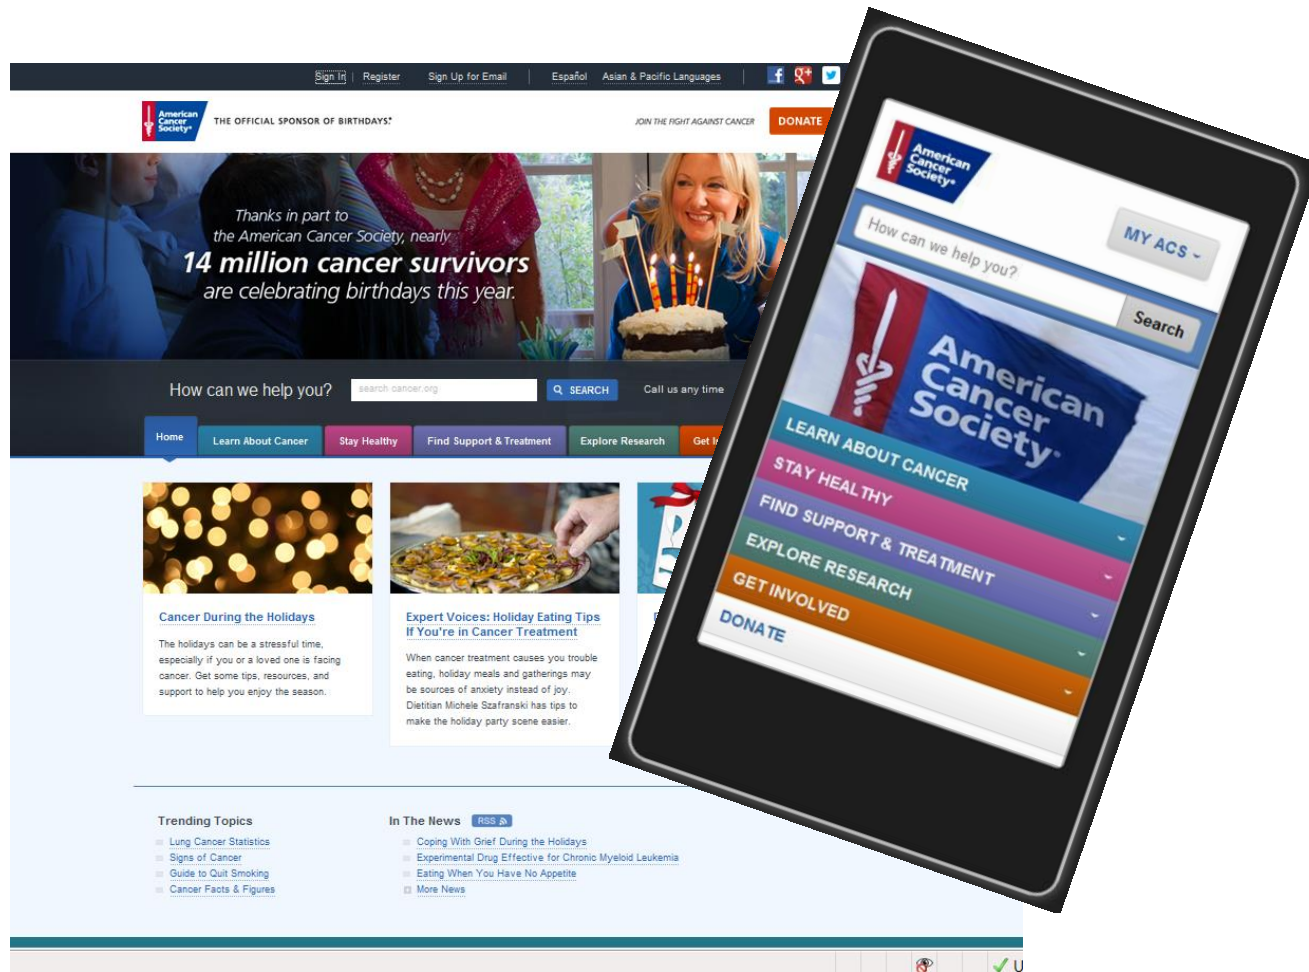 Sign In | Register Sign Up for Email | Español Asian & Pacific Languages |
f g+
American
Cancer
Society®
THE OFFICIAL SPONSOR OF BIRTHDAYS.®
JOIN THE FIGHT AGAINST CANCER
DONATE
Thanks in part to
the American Cancer Society, nearly
14 million cancer survivors
are celebrating birthdays this year.
How can we help you?
search cancer.org
SEARCH
Call us any time
Home
Learn About Cancer
Stay Healthy
Find Support & Treatment
Explore Research
Get
Cancer During the Holidays
The holidays can be a stressful time,
especially if you or a loved one is facing
cancer. Get some tips, resources, and
support to help you enjoy the season.
Expert Voices: Holiday Eating Tips
If You're in Cancer Treatment
When cancer treatment causes you trouble
eating, holiday meals and gatherings may
be sources of anxiety instead of joy.
Dietitian Michele Szafranski has tips to
make the holiday party scene easier.
Trending Topics
Lung Cancer Statistics
Signs of Cancer
Guide to Quit Smoking
Cancer Facts & Figures
In The News RSS
Coping With Grief During the Holidays
Experimental Drug Effective for Chronic Myeloid Leukemia
Eating When You Have No Appetite
More News
U
American
Cancer
Society®
MY ACS
How can we help you?
Search
American
Cancer
Society®
LEARN ABOUT CANCER
STAY HEALTHY
FIND SUPPORT & TREATMENT
EXPLORE RESEARCH
GET INVOLVED
DONATE